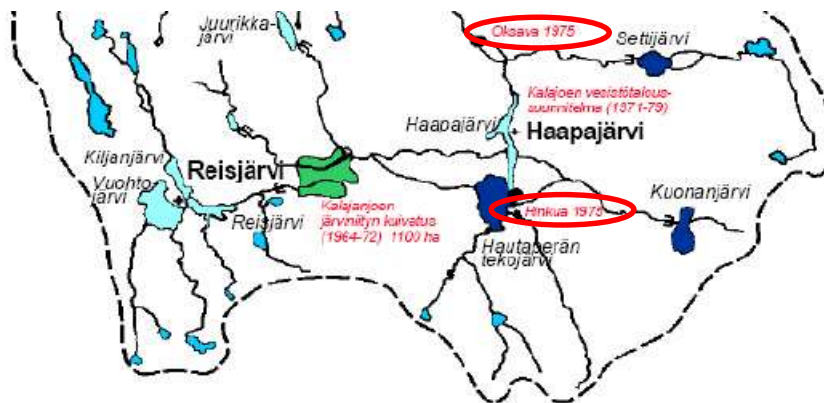 Juurikka-
järvi
Oksava 1975
Settijärvi
Kalajoen vesistötalous-
suunnitelma (1971-79)
Haapajärvi
Haapajärvi
Kiljanjärvi
Reisjärvi
Vuohto-
järvi
Reisjärvi
Kalajanjoen
järviniityn kuivatus
(1964-72) 1100 ha
Hinkua 1975
Kuonanjärvi
Hautaperän
tekojärvi